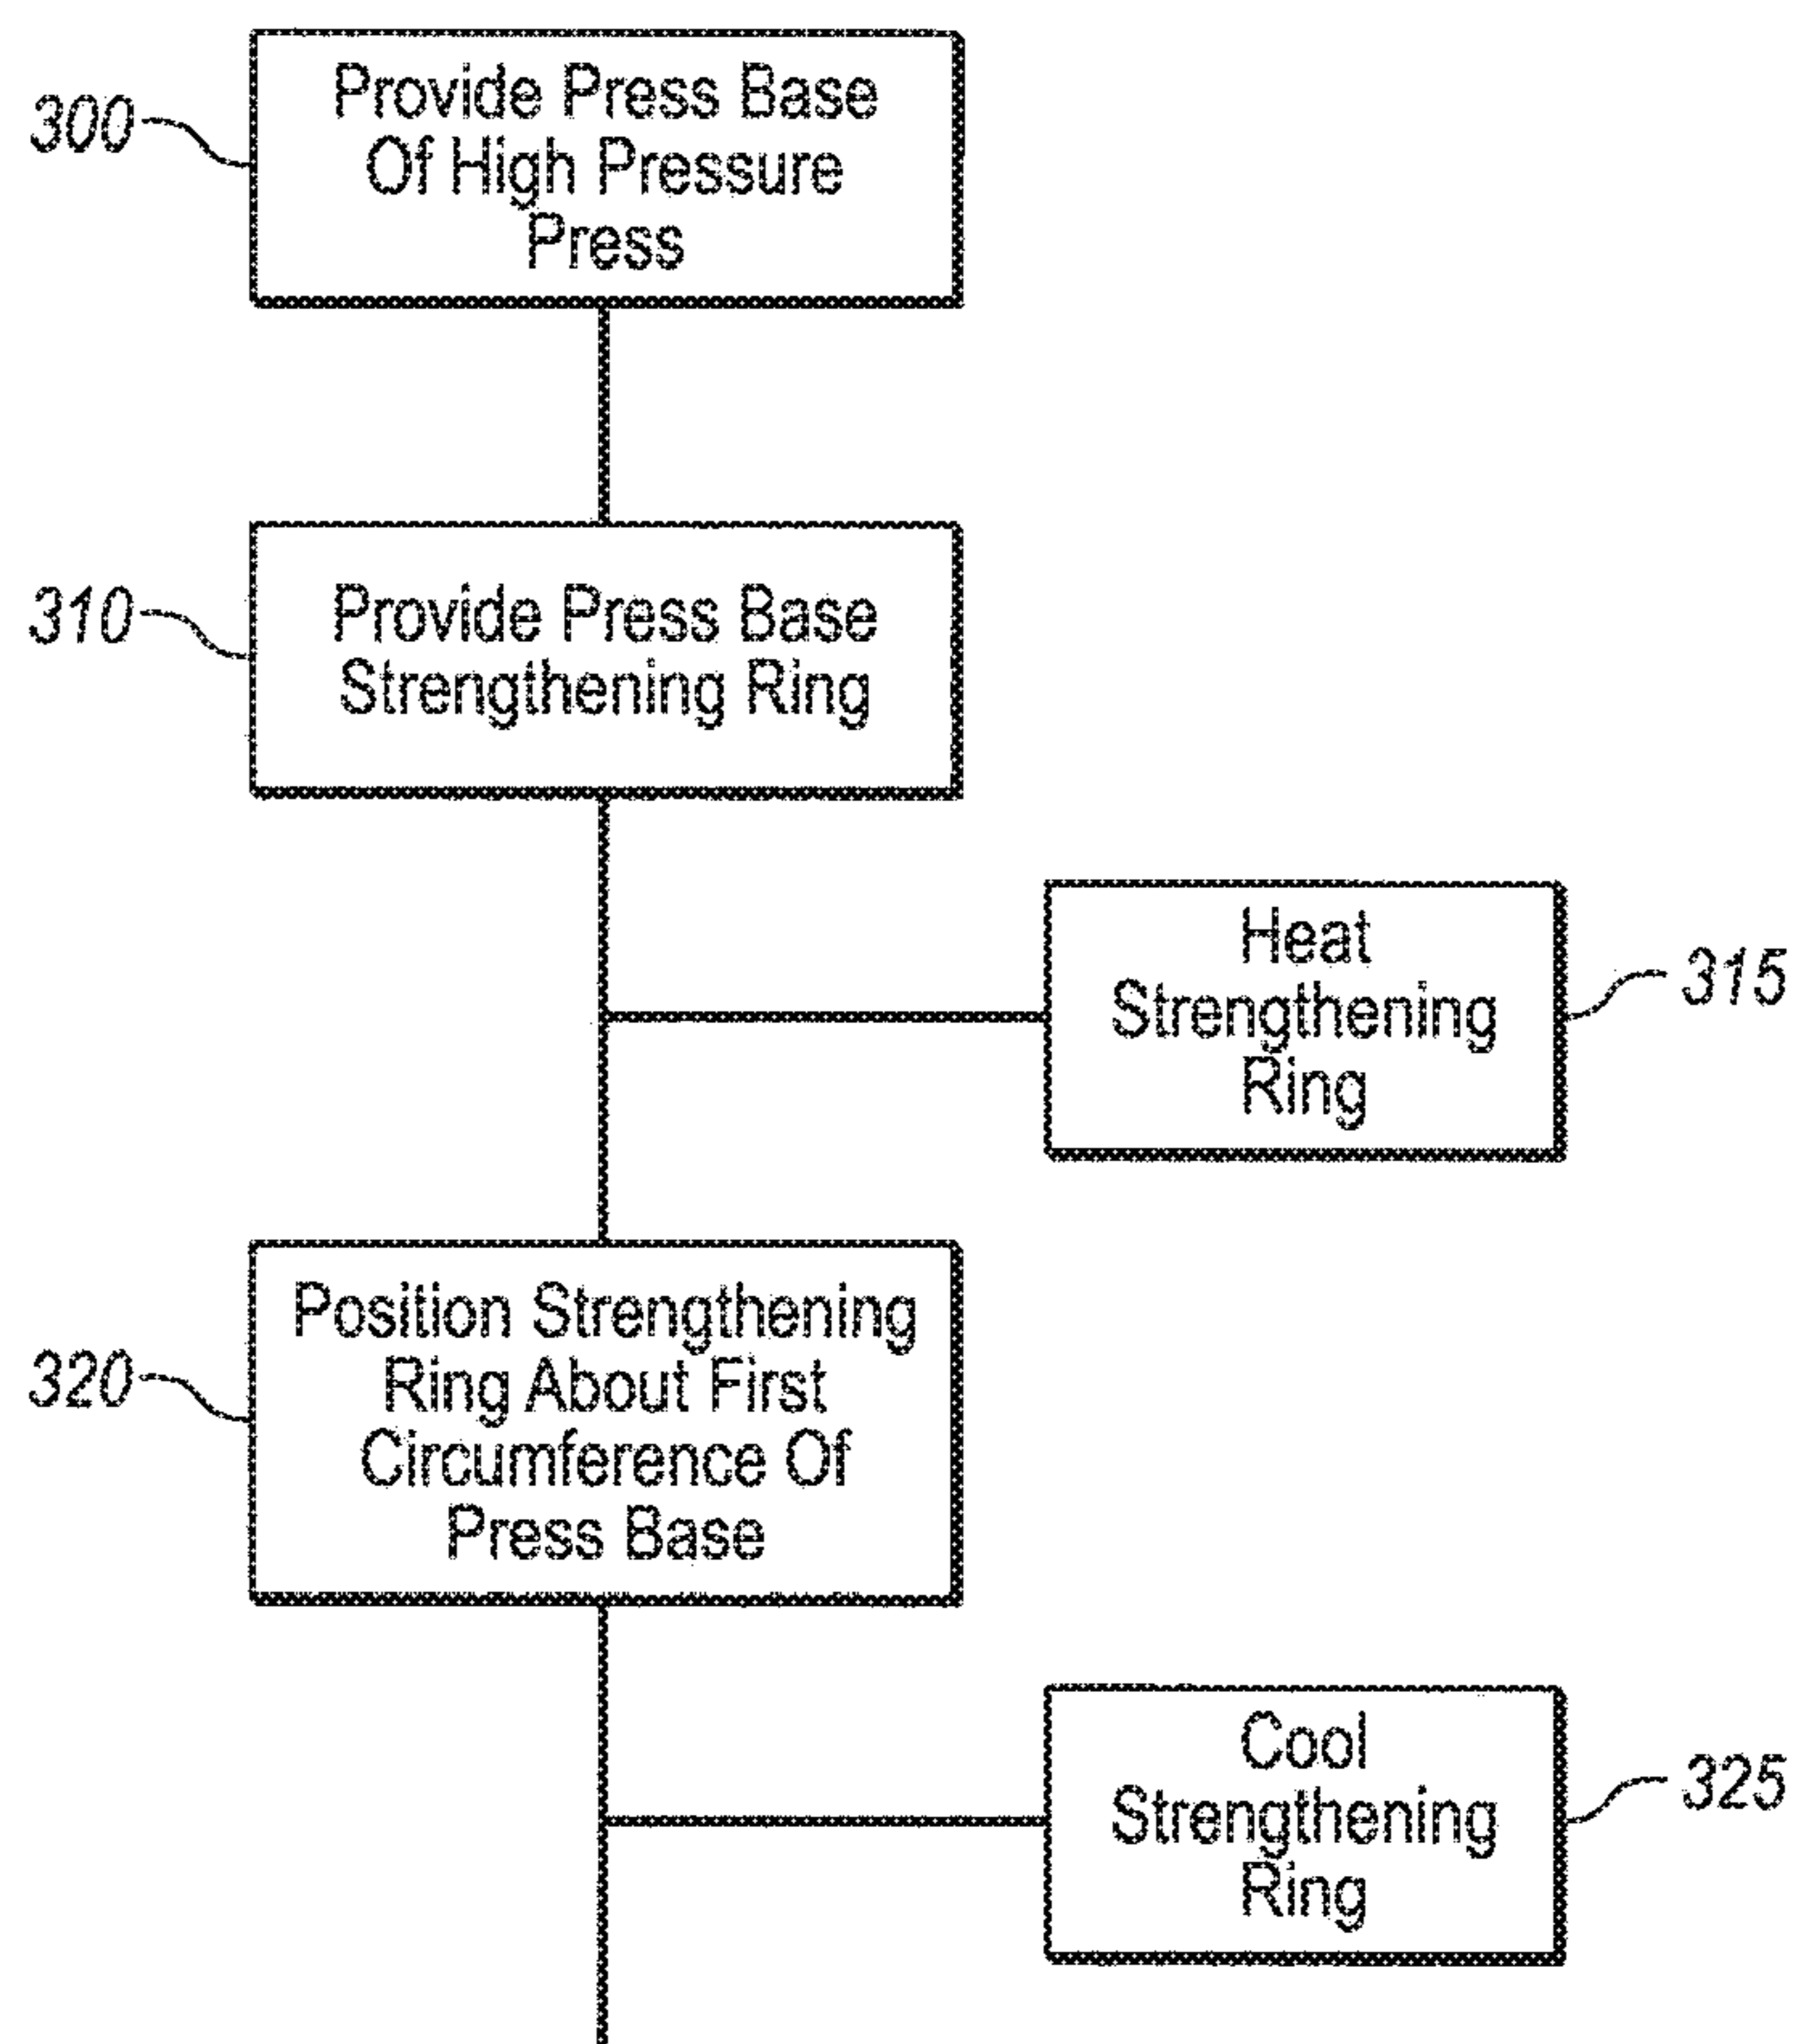 300
Provide Press Base
Of High Pressure
Press
310
Provide Press Base
Strengthening Ring
Heat
Strengthening
Ring
315
320
Position Strengthening
Ring About First
Circumference Of
Press Base
Cool
Strengthening
Ring
325